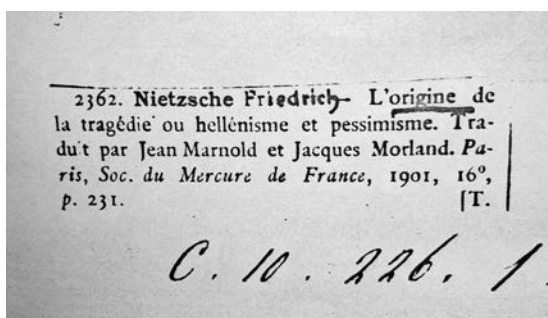 2362. Nietzsche Friedrich L'origine de
la tragédie ou hellénisme et pessimisme. Tra-
duit par Jean Marnold et Jacques Morland. Pa-
ris, Soc. du Mercure de France, 1901, 16°,
p. 231. [T.
C. 10. 226. 1.